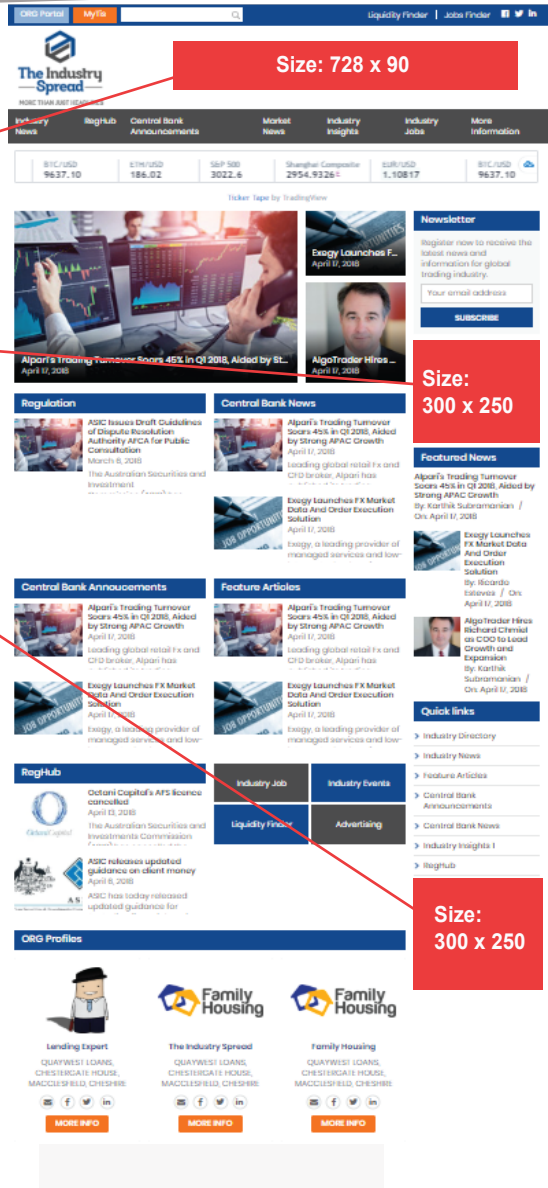 ORG Portal MyTis Liquidity Finder | Jobs Finder
The Industry
Spread
MORE THAN JUST HEADLINES
Size: 728 x 90
Industry News RegHub Central Bank Announcements Market News Industry Insights Industry Jobs More Information
BTC/USD ETH/USD S&P 500 Shanghai Composite EUR/USD BTC/USD
9637.10 186.02 3022.6 2954.9326 1.10817 9637.10
Ticker Tape by TradingView
Alpari's Trading Turnover Soars 45% in Q1 2018, Aided by St...
April 17, 2018
Exegy Launches F...
April 17, 2018
AlgoTrader Hires ...
April 17, 2018
Newsletter
Register now to receive the
latest news and
information for global
trading industry.
Your email address
SUBSCRIBE
Size:
300 x 250
Regulation
ASIC Issues Draft Guidelines
of Dispute Resolution
Authority AFCA for Public
Consultation
March 6, 2018
The Australian Securities and
Investment
Central Bank News
Alpari's Trading Turnover
Soars 45% in Q1 2018, Aided
by Strong APAC Growth
April 17, 2018
Leading global retail Fx and
CFD broker, Alpari has
JOB OPPORTUNITY
Exegy Launches FX Market
Data And Order Execution
Solution
April 17, 2018
Exegy, a leading provider of
managed services and low-
Featured News
Alpari's Trading Turnover
Soars 45% in Q1 2018, Aided by
Strong APAC Growth
By: Karthik Subramanian /
On: April 17, 2018
Exegy Launches
FX Market Data
And Order
Execution
Solution
By: Ricardo
Esteves / On:
April 17, 2018
AlgoTrader Hires
Richard Chmiel
as COO to Lead
Growth and
Expansion
By: Karthik
Subramanian /
On: April 17, 2018
Central Bank Annoucements
Alpari's Trading Turnover
Soars 45% in Q1 2018, Aided
by Strong APAC Growth
April 17, 2018
Leading global retail Fx and
CFD broker, Alpari has
JOB OPPORTUNITY
Exegy Launches FX Market
Data And Order Execution
Solution
April 17, 2018
Exegy, a leading provider of
managed services and low-
Feature Articles
Alpari's Trading Turnover
Soars 45% in Q1 2018, Aided
by Strong APAC Growth
April 17, 2018
Leading global retail Fx and
CFD broker, Alpari has
JOB OPPORTUNITY
Exegy Launches FX Market
Data And Order Execution
Solution
April 17, 2018
Exegy, a leading provider of
managed services and low-
Quick links
Industry Directory
Industry News
Feature Articles
Central Bank
Announcements
Central Bank News
Industry Insights 1
RegHub
RegHub
Octani Capital
Octani Capital's AFS licence
cancelled
April 13, 2018
The Australian Securities and
Investments Commission
AS
ASIC releases updated
guidance on client money
April 8, 2018
ASIC has today released
updated guidance for
Industry Job
Industry Events
Liquidity Finder
Advertising
Size:
300 x 250
ORG Profiles
Lending Expert
QUAYWEST LOANS,
CHESTERGATE HOUSE,
MACCLESFIELD, CHESHIRE
MORE INFO
Family
Housing
The Industry Spread
QUAYWEST LOANS,
CHESTERGATE HOUSE,
MACCLESFIELD, CHESHIRE
MORE INFO
Family
Housing
Family Housing
QUAYWEST LOANS,
CHESTERGATE HOUSE,
MACCLESFIELD, CHESHIRE
MORE INFO